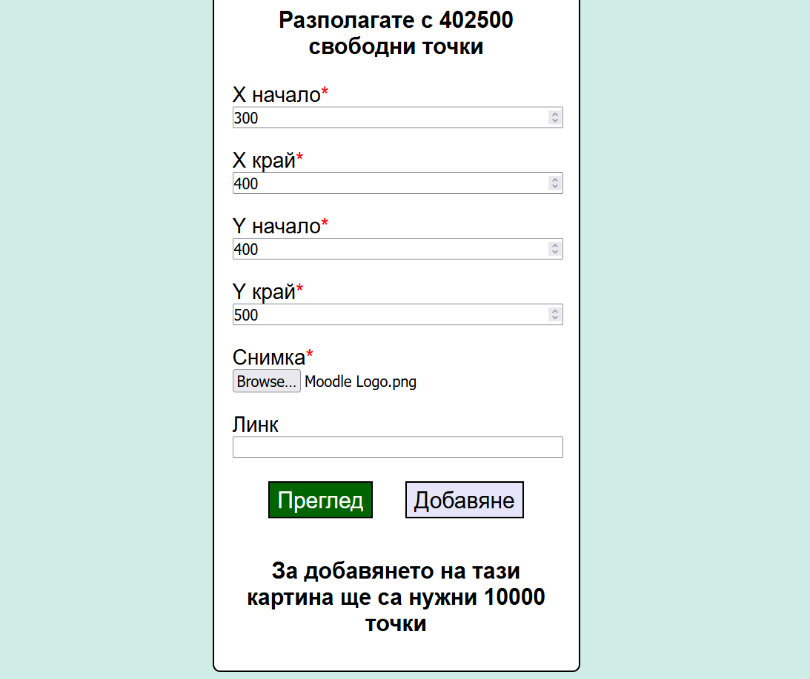 Разполагате с 402500
свободни точки
X начало*
300
X край*
400
Y начало*
400
Y край*
500
Снимка*
Browse... Moodle Logo.png
Линк
Преглед Добавяне
За добавянето на тази
картина ще са нужни 10000
точки